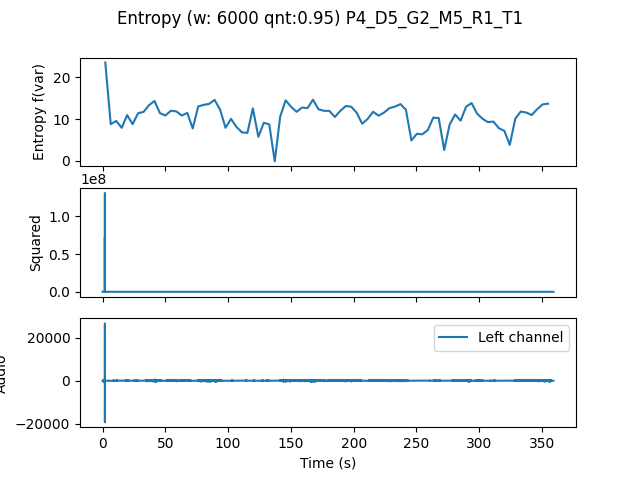 Entropy (w: 6000 qnt:0.95) P4_D5_G2_M5_R1_T1
20
10
0
Entropy f(var)
1e8
1.0
0.5
0.0
Squared
20000
0
−20000
Left channel
0 50 100 150 200 250 300 350
Time (s)